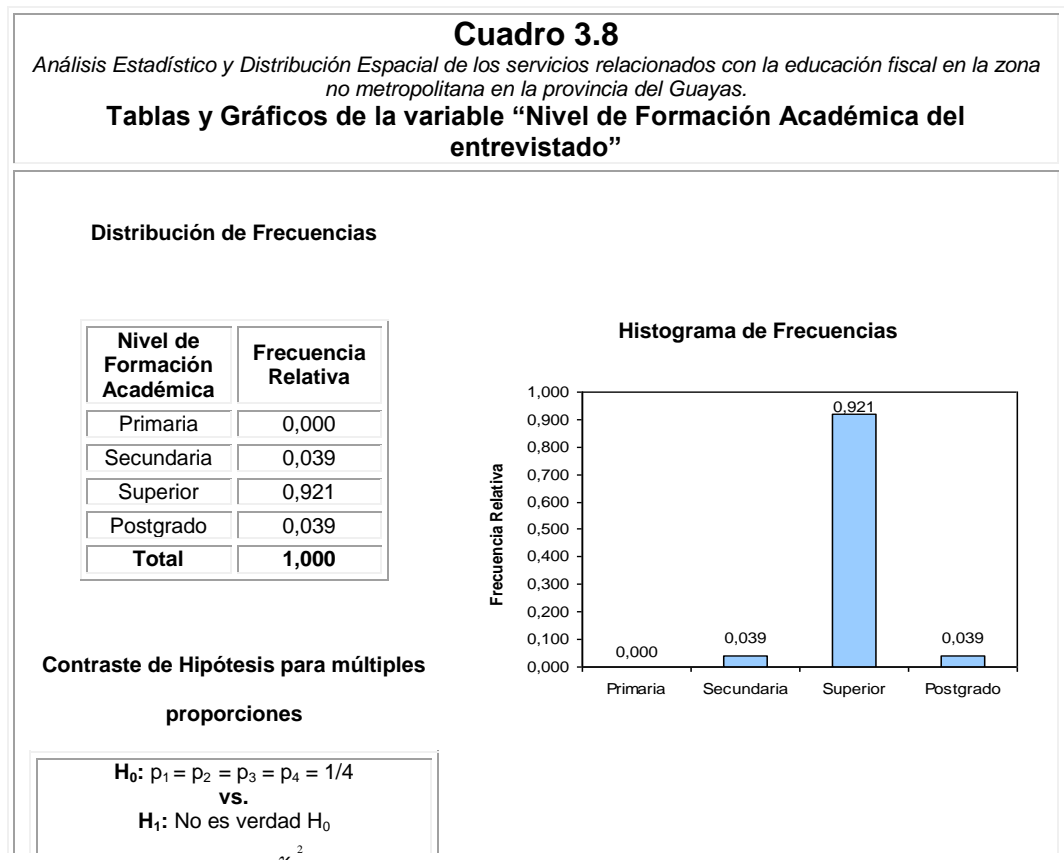 Cuadro 3.8
Análisis Estadístico y Distribución Espacial de los servicios relacionados con la educación fiscal en la zona
no metropolitana en la provincia del Guayas.
Tablas y Gráficos de la variable “Nivel de Formación Académica del
entrevistado”
Distribución de Frecuencias
Nivel de Formación Académica Frecuencia Relativa
Primaria 0,000
Secundaria 0,039
Superior 0,921
Postgrado 0,039
Total 1,000
Histograma de Frecuencias
Frecuencia Relativa
1,000
0,900
0,800
0,700
0,600
0,500
0,400
0,300
0,200
0,100
0,000
0,000 0,039 0,921 0,039
Primaria Secundaria Superior Postgrado
Contraste de Hipótesis para múltiples
proporciones
H₀: p₁ = p₂ = p₃ = p₄ = 1/4
vs.
H₁: No es verdad H₀